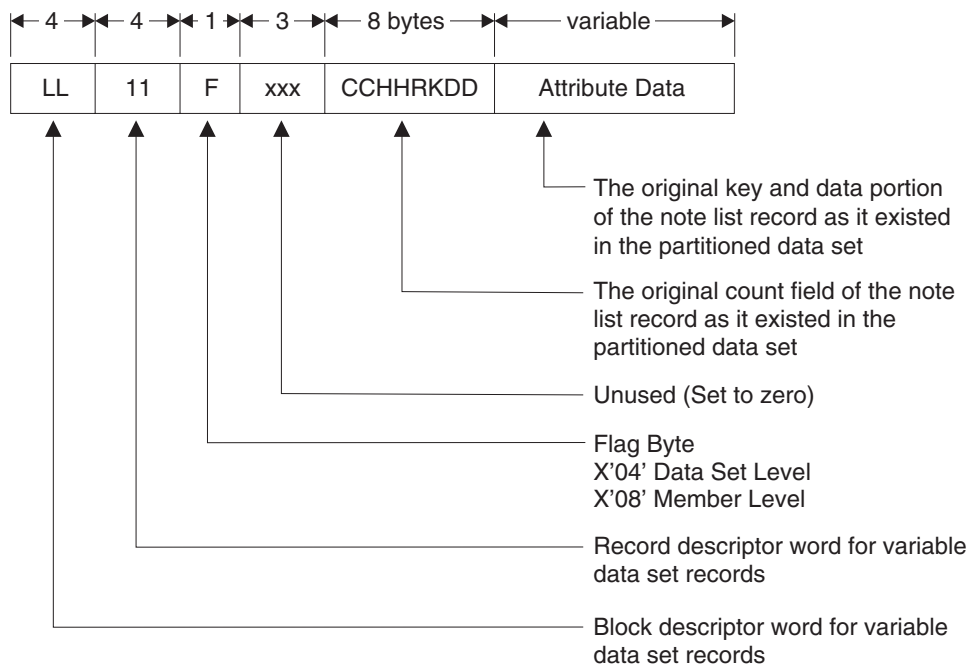 4 4 1 3 8 bytes variable
LL 11 F xxx CCHHRKDD Attribute Data
The original key and data portion
of the note list record as it existed
in the partitioned data set
The original count field of the note
list record as it existed in the
partitioned data set
Unused (Set to zero)
Flag Byte
X'04' Data Set Level
X'08' Member Level
Record descriptor word for variable
data set records
Block descriptor word for variable
data set records